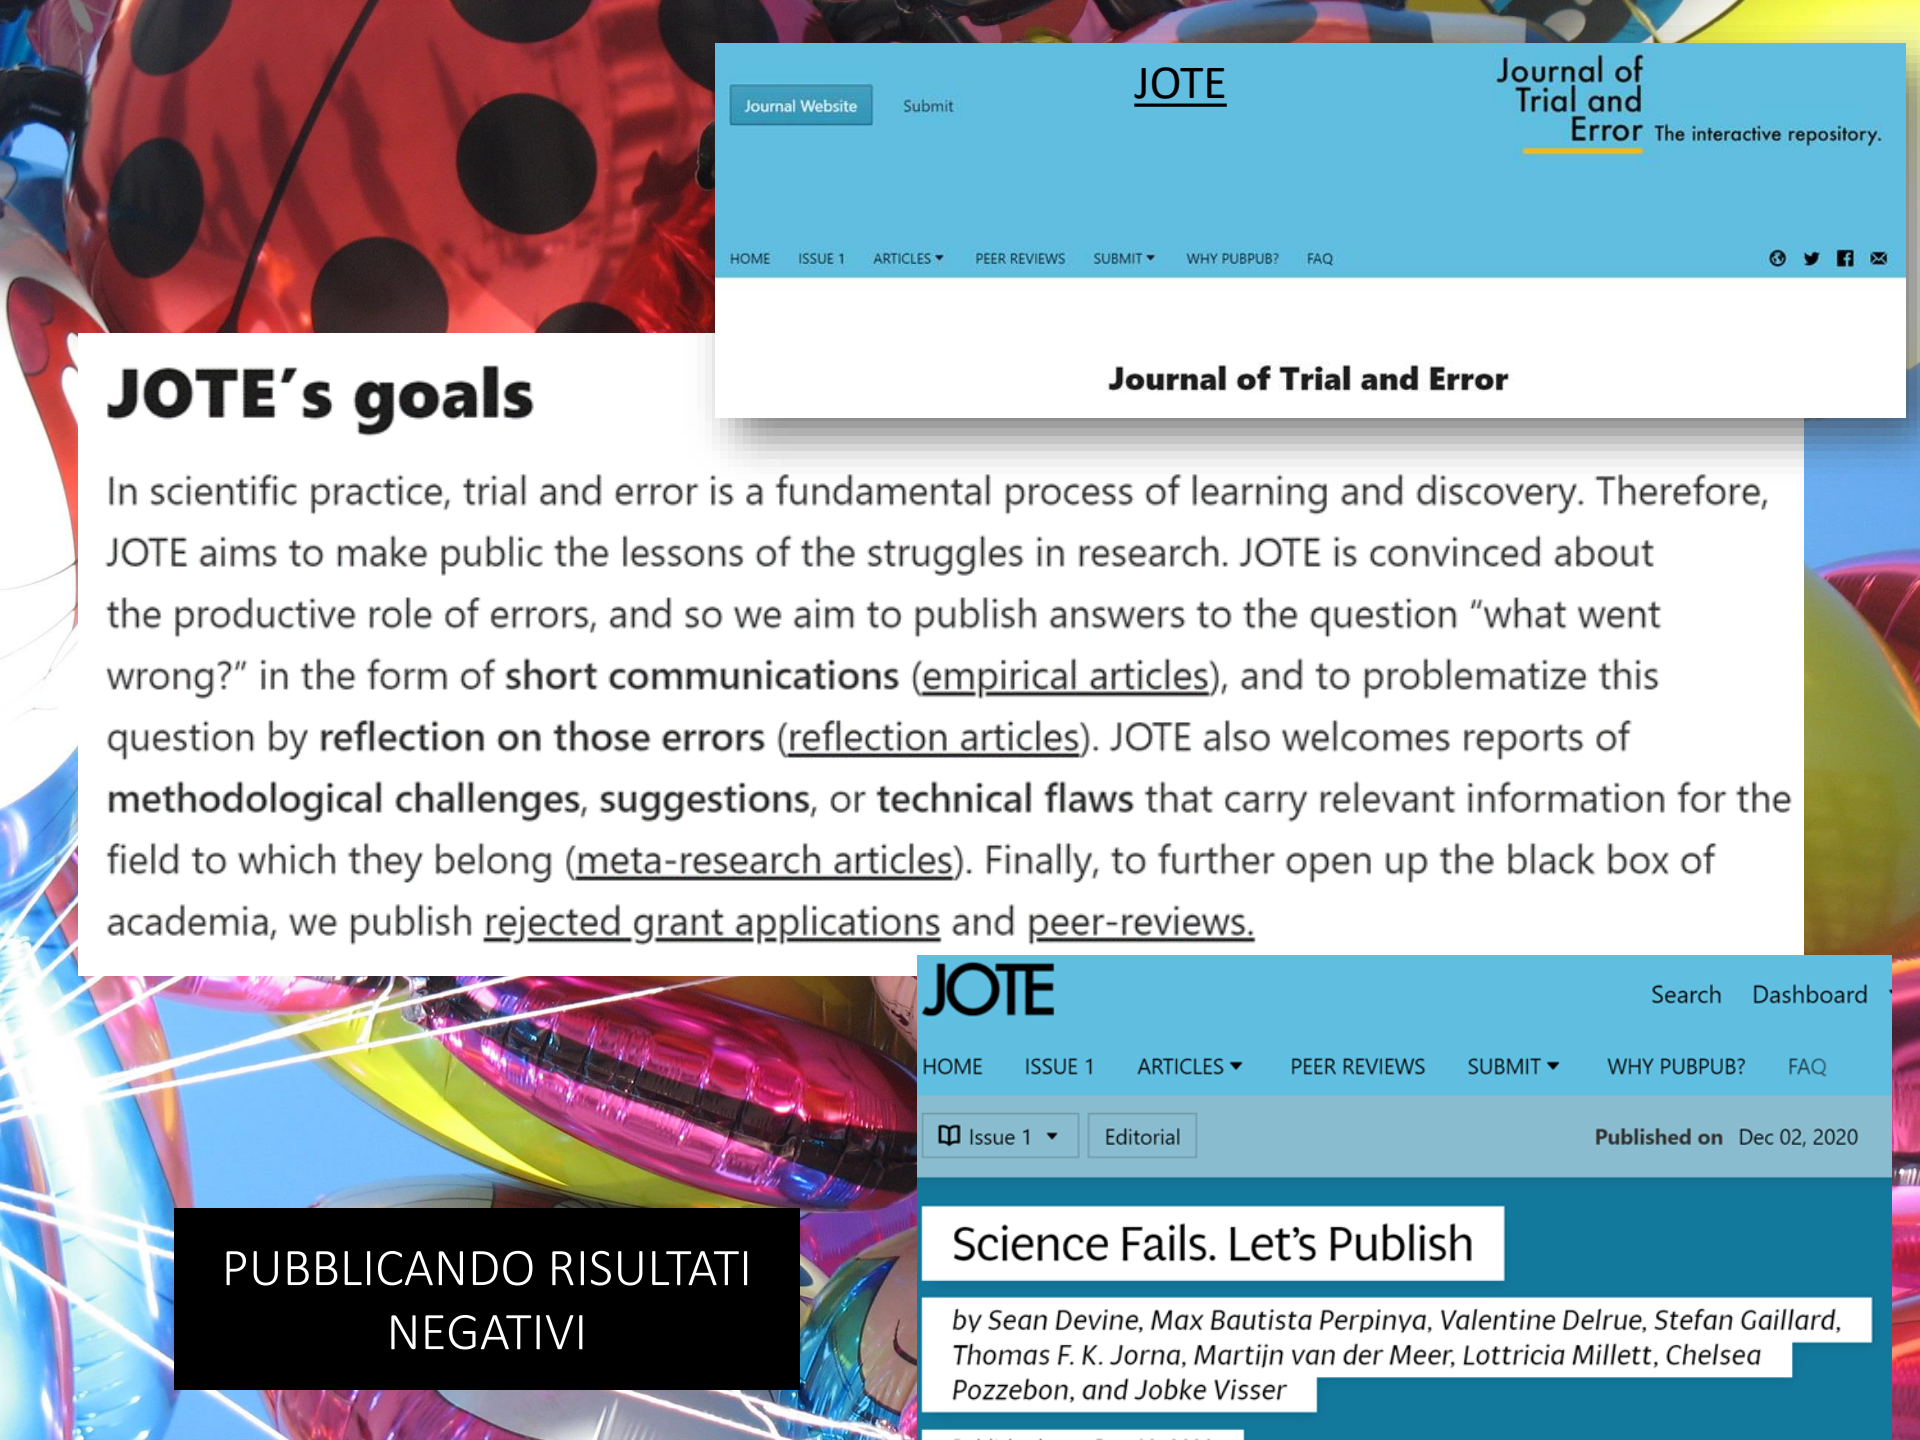 JOTE
Journal of
Trial and
Error The interactive repository.
Journal Website Submit
HOME ISSUE 1 ARTICLES PEER REVIEWS SUBMIT WHY PUBPUB? FAQ
Journal of Trial and Error
JOTE’s goals
In scientific practice, trial and error is a fundamental process of learning and discovery. Therefore,
JOTE aims to make public the lessons of the struggles in research. JOTE is convinced about
the productive role of errors, and so we aim to publish answers to the question “what went
wrong?” in the form of short communications (empirical articles), and to problematize this
question by reflection on those errors (reflection articles). JOTE also welcomes reports of
methodological challenges, suggestions, or technical flaws that carry relevant information for the
field to which they belong (meta-research articles). Finally, to further open up the black box of
academia, we publish rejected grant applications and peer-reviews.
JOTE
Search Dashboard
HOME ISSUE 1 ARTICLES PEER REVIEWS SUBMIT WHY PUBPUB? FAQ
Issue 1 Editorial Published on Dec 02, 2020
Science Fails. Let’s Publish
by Sean Devine, Max Bautista Perpinya, Valentine Delrue, Stefan Gaillard,
Thomas F. K. Jorna, Martijn van der Meer, Lottricia Millett, Chelsea
Pozzebon, and Jobke Visser
PUBBLICANDO RISULTATI
NEGATIVI